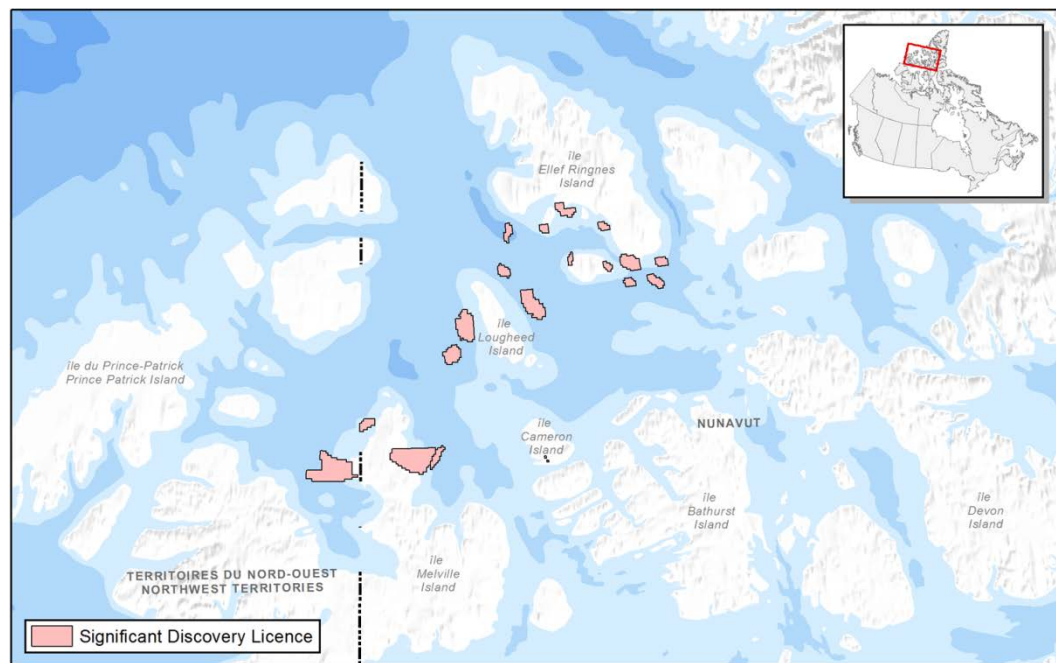 île
Ellef Ringnes
Island
île
Lougheed
Island
île du Prince-Patrick
Prince Patrick Island
île
Cameron
Island
NUNAVUT
île
Bathurst
Island
île
Devon
Island
île
Melville
Island
TERRITOIRES DU NORD-OUEST
NORTHWEST TERRITORIES
Significant Discovery Licence